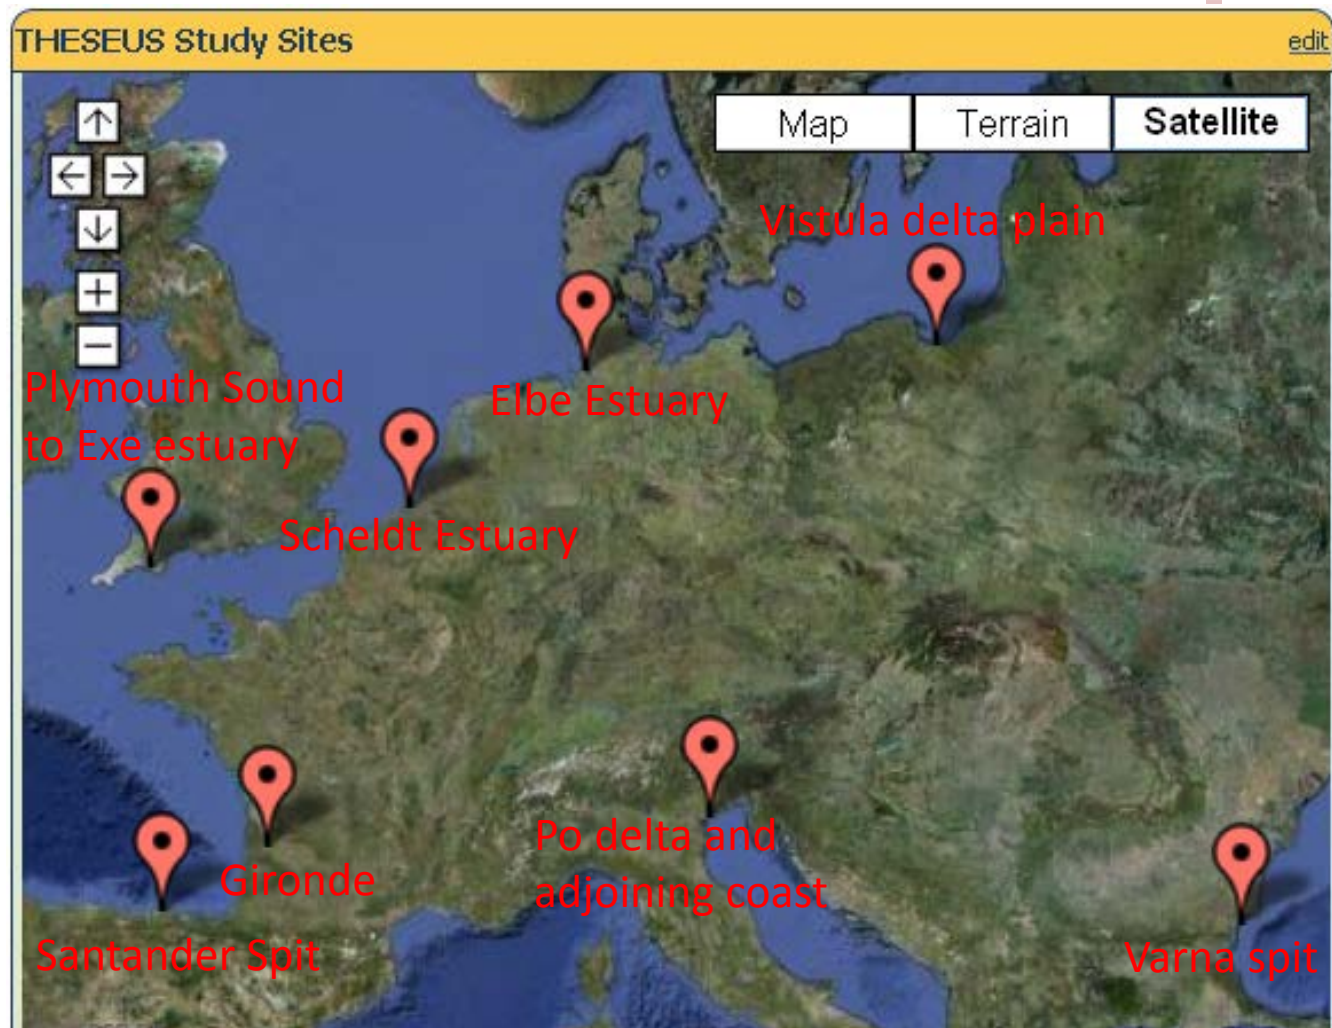 THESEUS Study Sites
edit
Map
Terrain
Satellite
Vistula delta plain
Plymouth Sound
to Exe estuary
Elbe Estuary
Scheldt Estuary
Po delta and
adjoining coast
Gironde
Santander Spit
Varna spit